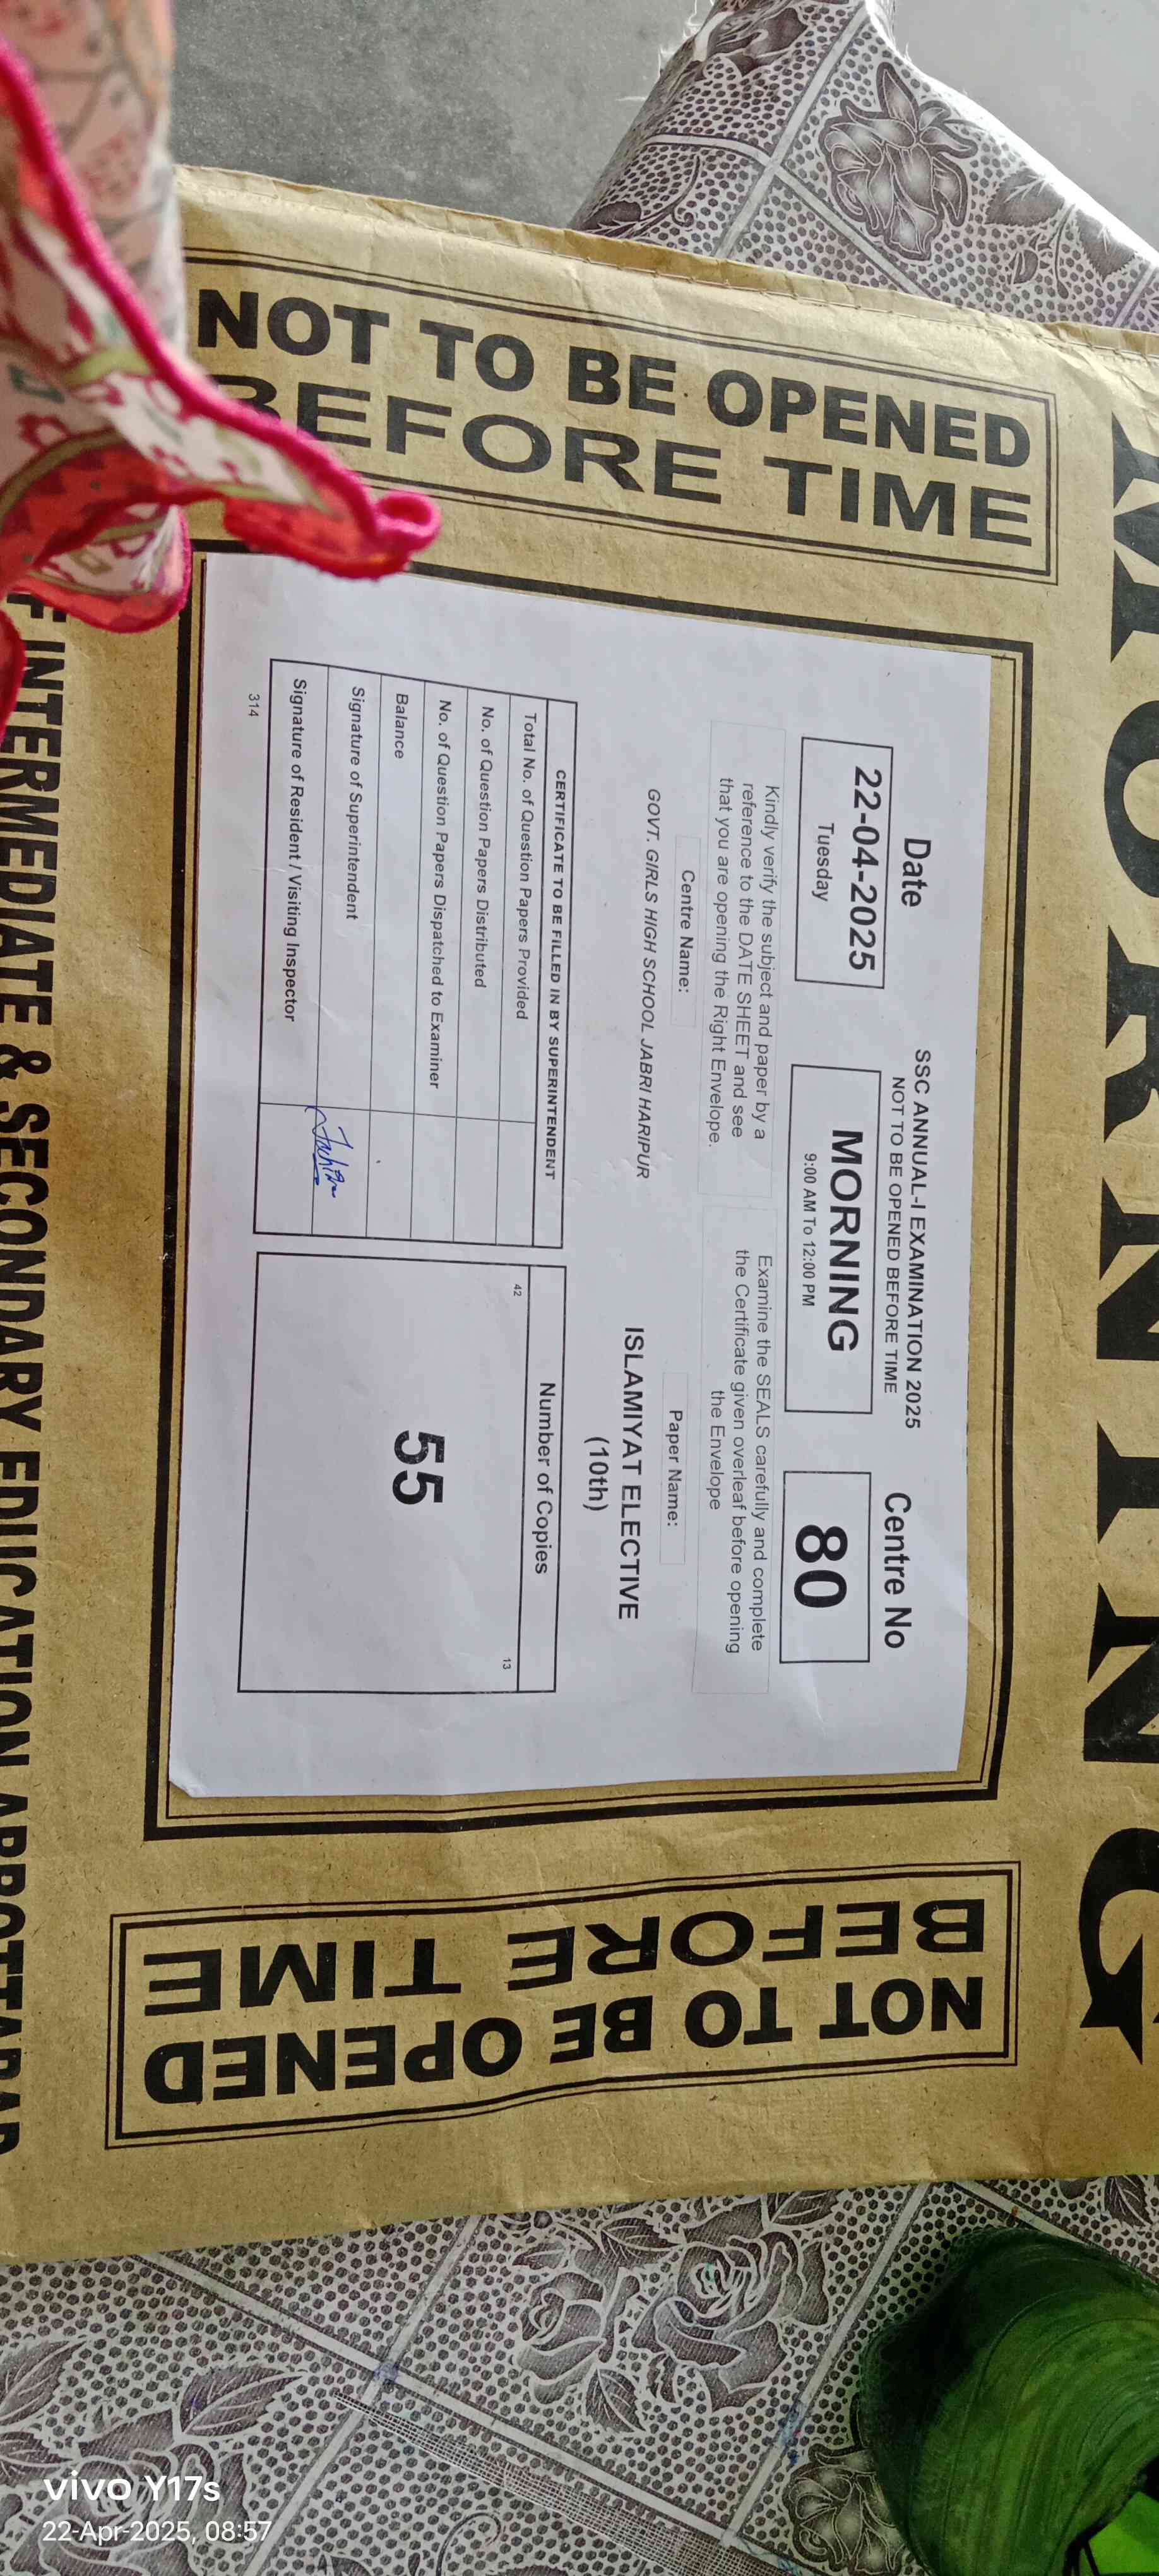 MORNING
NOT TO BE OPENED
BEFORE TIME
SSC ANNUAL-I EXAMINATION 2025
NOT TO BE OPENED BEFORE TIME
Date
22-04-2025
Tuesday
MORNING
9:00 AM To 12:00 PM
Centre No
80
Kindly verify the subject and paper by a
reference to the DATE SHEET and see
that you are opening the Right Envelope.
Examine the SEALS carefully and complete
the Certificate given overleaf before opening
the Envelope
Centre Name:
GOVT. GIRLS HIGH SCHOOL JABRI HARIPUR
Paper Name:
ISLAMIYAT ELECTIVE
(10th)
CERTIFICATE TO BE FILLED IN BY SUPERINTENDENT
Total No. of Question Papers Provided
No. of Question Papers Distributed
No. of Question Papers Dispatched to Examiner
Balance
Signature of Superintendent
Signature of Resident / Visiting Inspector
314
Number of Copies
42
13
55
NOT TO BE OPENED
BEFORE TIME
INTERMEDIATE & SECONDARY EDUCATION ABBOTTABAD
vivo Y17s
22-Apr-2025, 08:57